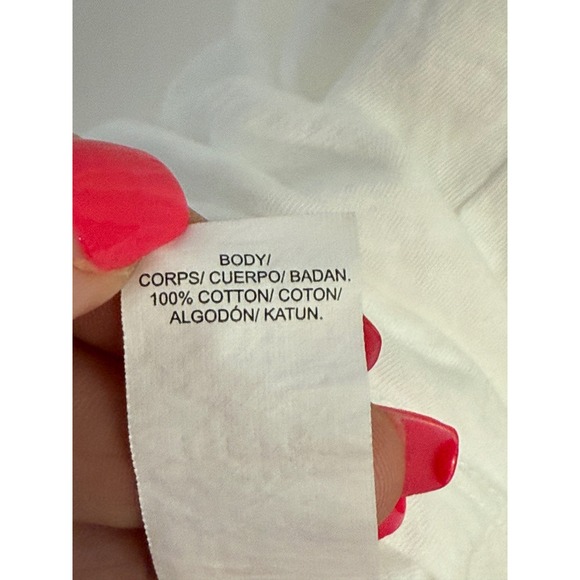 BODY/
CORPS/ CUERPO/ BADAN.
100% COTTON/ COTON/
ALGODÓN/ KATUN.